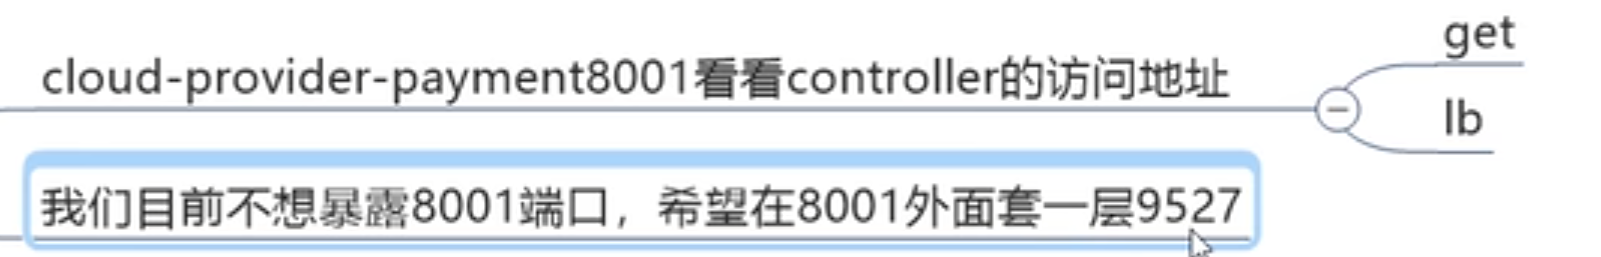 get
cloud-provider-payment8001看看controller的访问地址
lb
我们目前不想暴露8001端口，希望在8001外面套一层9527